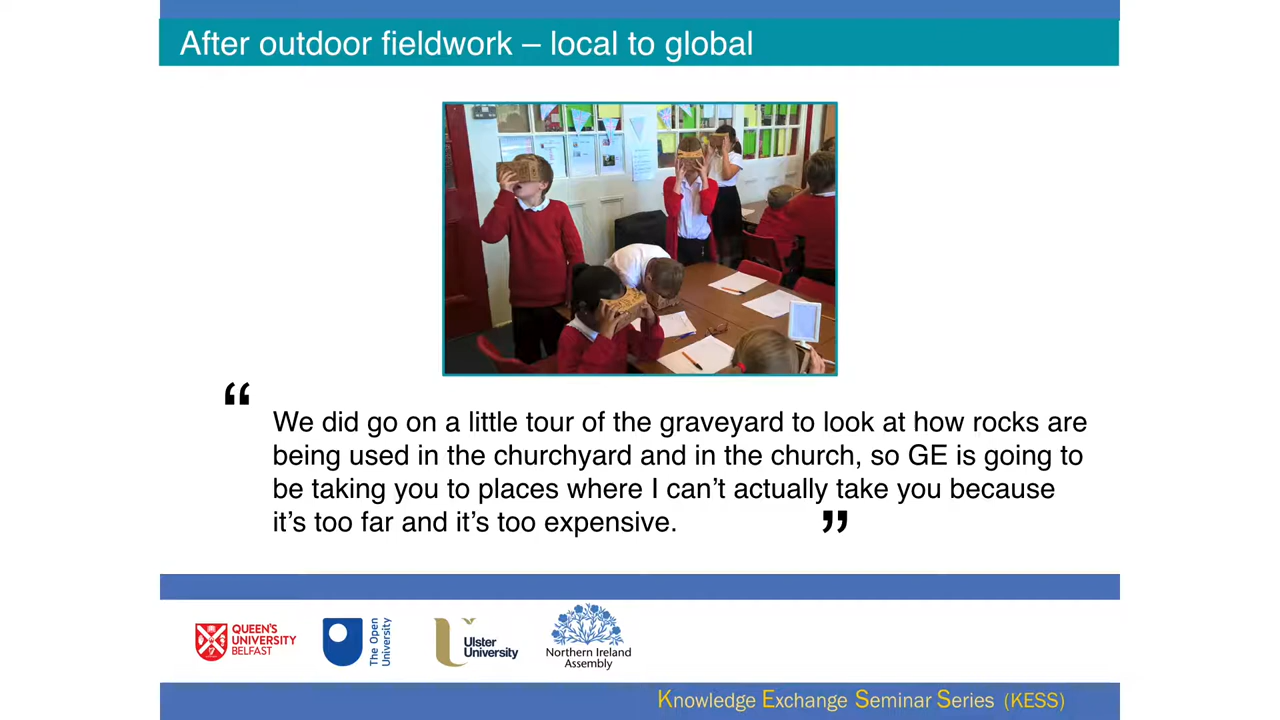 After outdoor fieldwork – local to global
“
We did go on a little tour of the graveyard to look at how rocks are
being used in the churchyard and in the church, so GE is going to
be taking you to places where I can’t actually take you because
it’s too far and it’s too expensive.
”
QUEEN'S
UNIVERSITY
BELFAST
The Open
University
Ulster
University
Northern Ireland
Assembly
Knowledge Exchange Seminar Series (KESS)